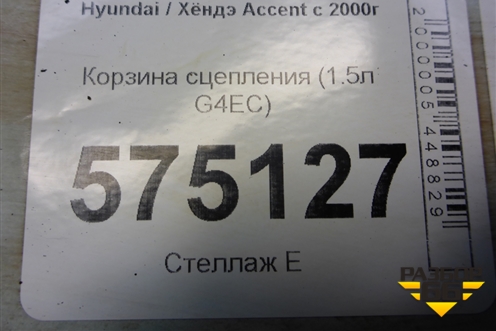 Hyundai / Хёндэ Accent с 2000г
Корзина сцепления (1.5л
G4EC)
575127
Стеллаж Е
2000005448829